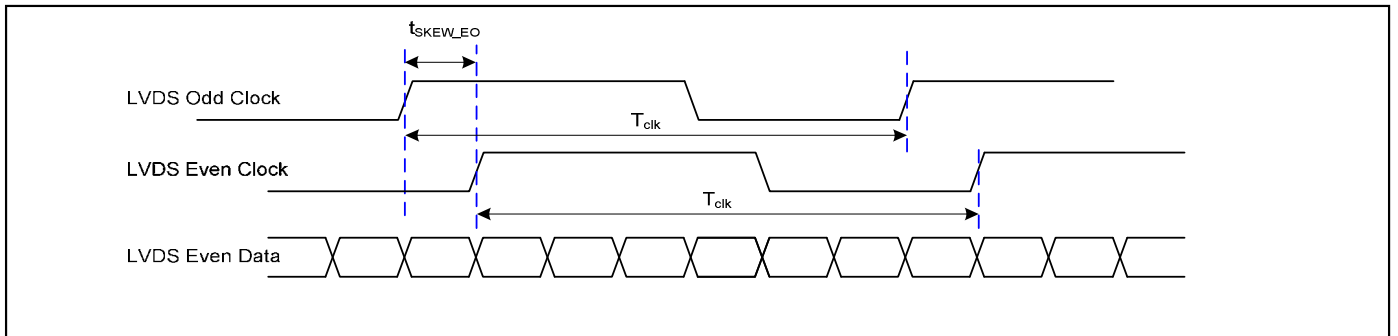 tSKEW_EO
LVDS Odd Clock
Tclk
LVDS Even Clock
Tclk
LVDS Even Data